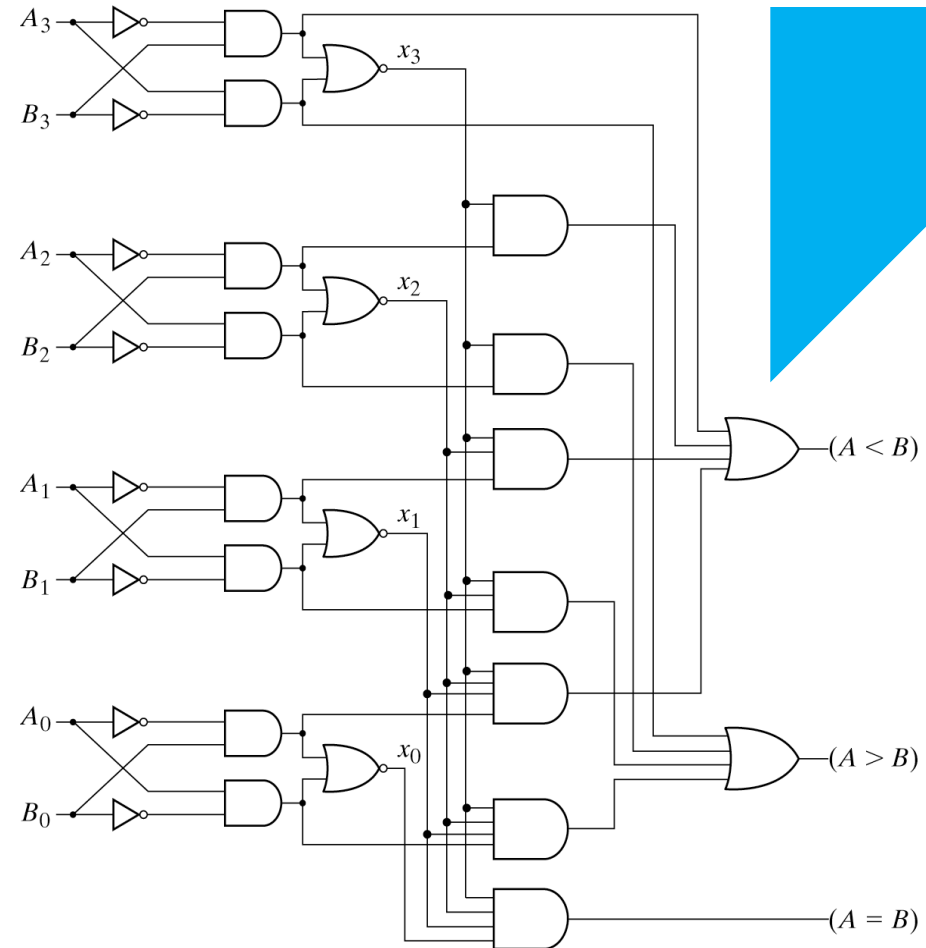 A₃
x₃
B₃
A₂
x₂
B₂
(A < B)
A₁
x₁
B₁
A₀
x₀
(A > B)
B₀
(A = B)